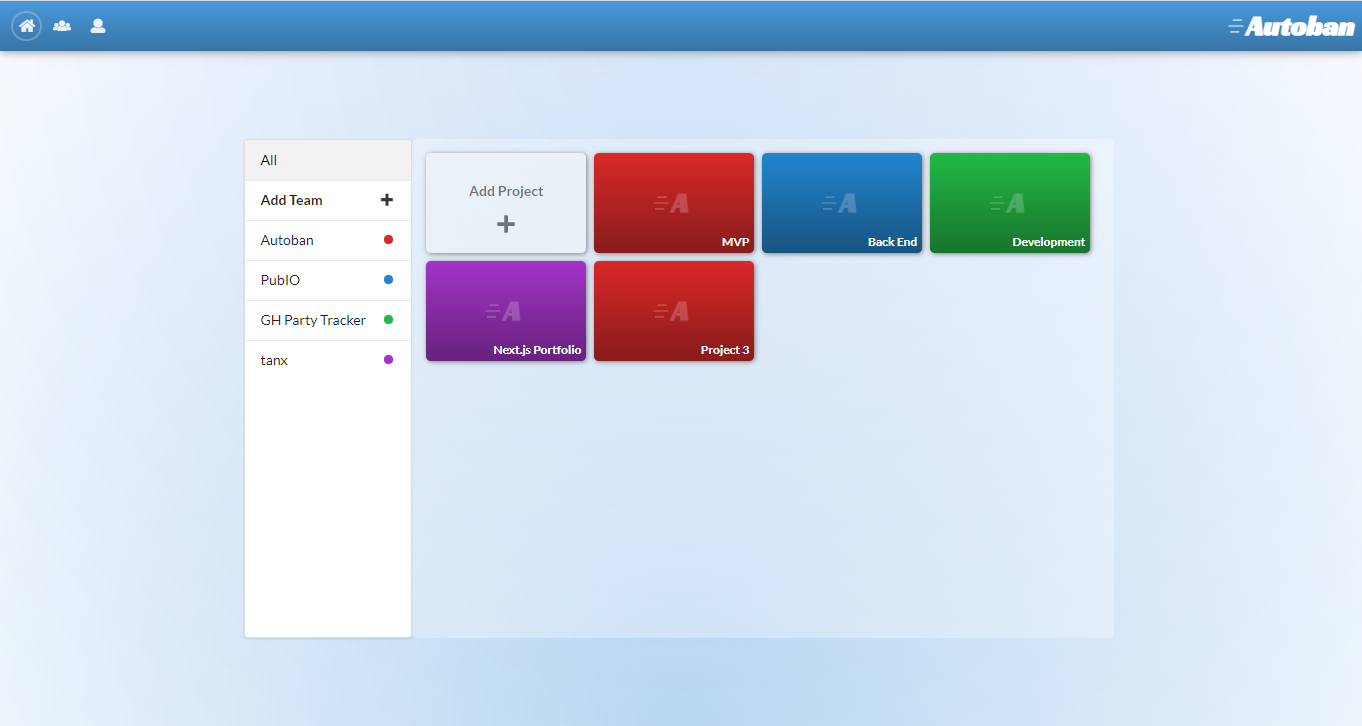 Autoban
All
Add Team
Autoban
PubIO
GH Party Tracker
tanx
Add Project
A
MVP
A
Back End
A
Development
A
Next.js Portfolio
A
Project 3